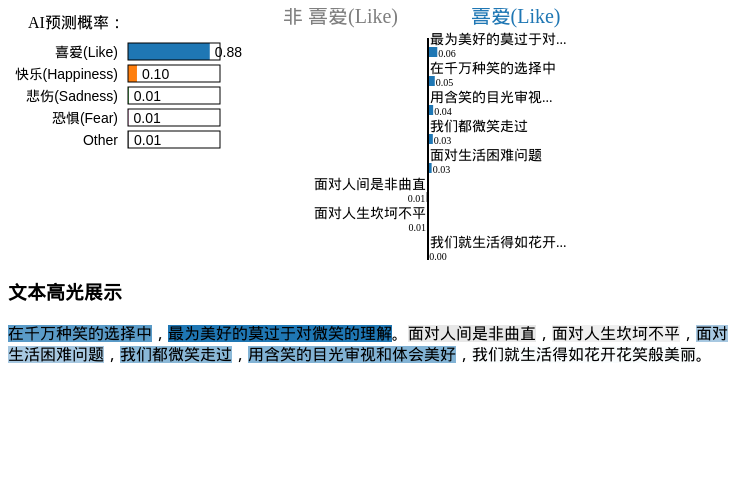 AI预测概率：
喜爱(Like) 0.88
快乐(Happiness) 0.10
悲伤(Sadness) 0.01
恐惧(Fear) 0.01
Other 0.01
非 喜爱(Like) 喜爱(Like)
最为美好的莫过于对...
0.06
在千万种笑的选择中
0.05
用含笑的目光审视...
0.04
我们都微笑走过
0.03
面对生活困难问题
0.03
面对人间是非曲直
0.01
面对人生坎坷不平
0.01
我们就生活得如花开...
0.00
文本高光展示
在千万种笑的选择中，最为美好的莫过于对微笑的理解。面对人间是非曲直，面对人生坎坷不平，面对
生活困难问题，我们都微笑走过，用含笑的目光审视和体会美好，我们就生活得如花开花笑般美丽。